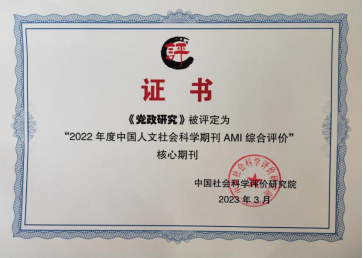 評
证书
《党政研究》被评定为
“2022年度中国人文社会科学期刊AMI综合评价”
核心期刊
中国社会科学评价研究院
2023年3月